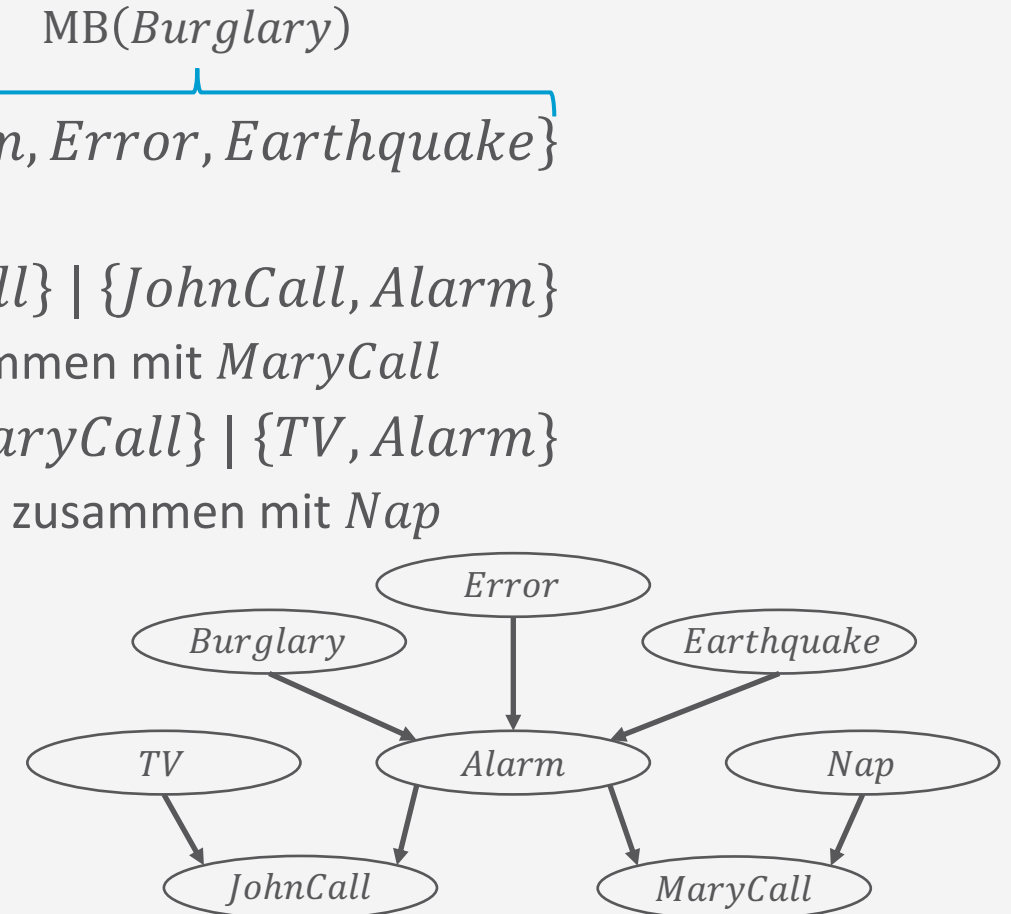 MB(Burglary)
m, Error, Earthquake}
ll} | {JohnCall, Alarm}
mmen mit MaryCall
aryCall} | {TV, Alarm}
zusammen mit Nap
Error
Burglary Earthquake
TV Alarm Nap
JohnCall MaryCall